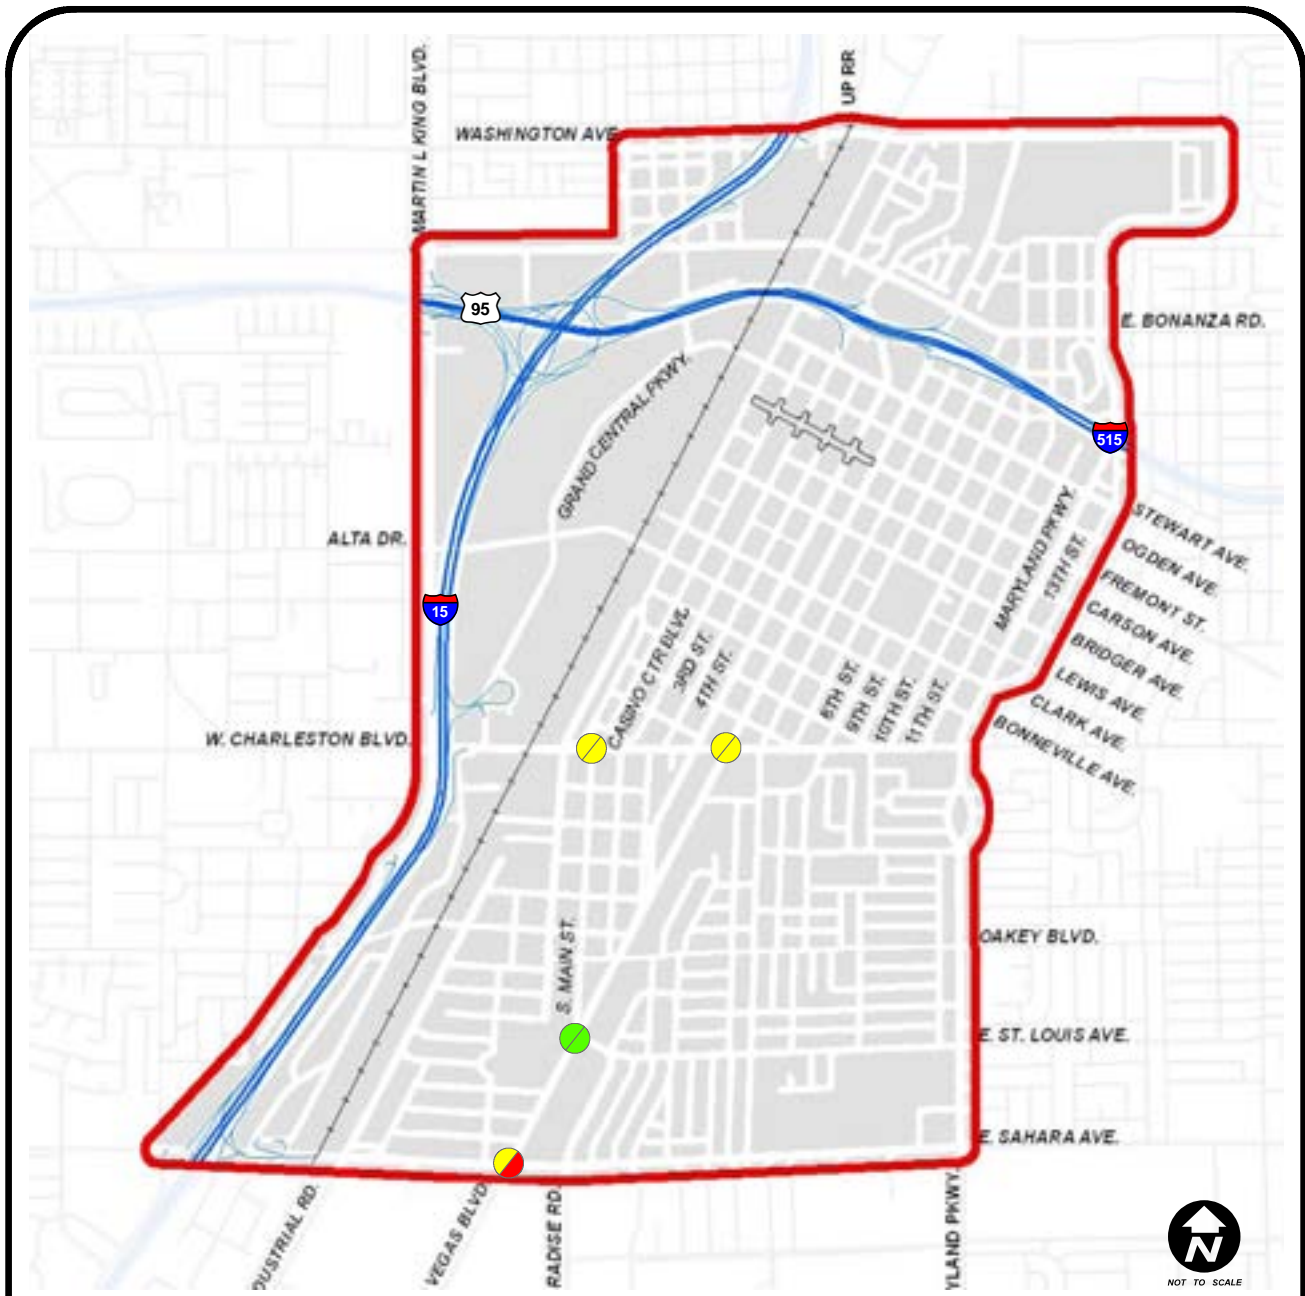 MARTIN L KING BLVD.
UP RR
WASHINGTON AVE.
95
E. BONANZA RD.
GRAND CENTRAL PKWY.
515
ALTA DR.
STEWART AVE.
OGDEN AVE.
FREMONT ST.
CARSON AVE.
BRIDGER AVE.
LEWIS AVE.
CLARK AVE.
BONNEVILLE AVE.
MARYLAND PKWY.
13TH ST.
15
CASINO CTR BLVD.
3RD ST.
4TH ST.
8TH ST.
9TH ST.
10TH ST.
11TH ST.
W. CHARLESTON BLVD.
S. MAIN ST.
OAKEY BLVD.
E. ST. LOUIS AVE.
E. SAHARA AVE.
DUSTRIAL RD.
VEGAS BLVD.
RADISE RD.
YLAND PKWY.
N
NOT TO SCALE